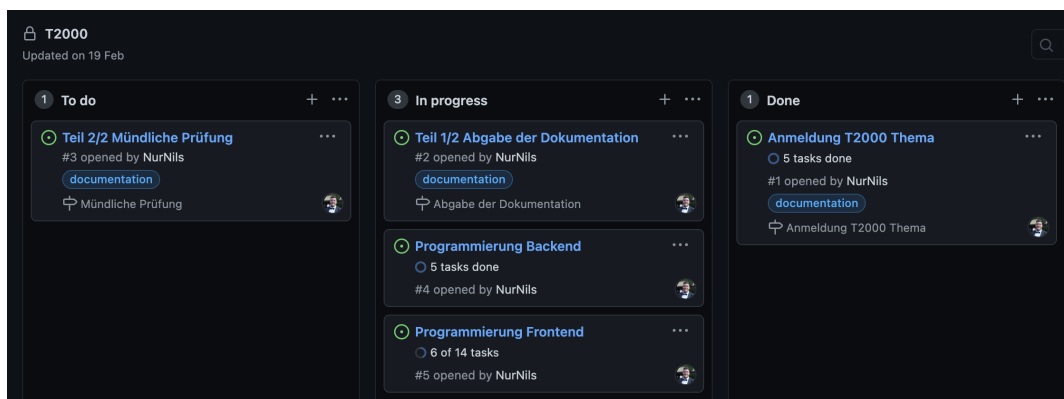 T2000
Updated on 19 Feb
1 To do
Teil 2/2 Mündliche Prüfung
#3 opened by NurNils
documentation
Mündliche Prüfung
3 In progress
Teil 1/2 Abgabe der Dokumentation
#2 opened by NurNils
documentation
Abgabe der Dokumentation
Programmierung Backend
5 tasks done
#4 opened by NurNils
Programmierung Frontend
6 of 14 tasks
#5 opened by NurNils
1 Done
Anmeldung T2000 Thema
5 tasks done
#1 opened by NurNils
documentation
Anmeldung T2000 Thema